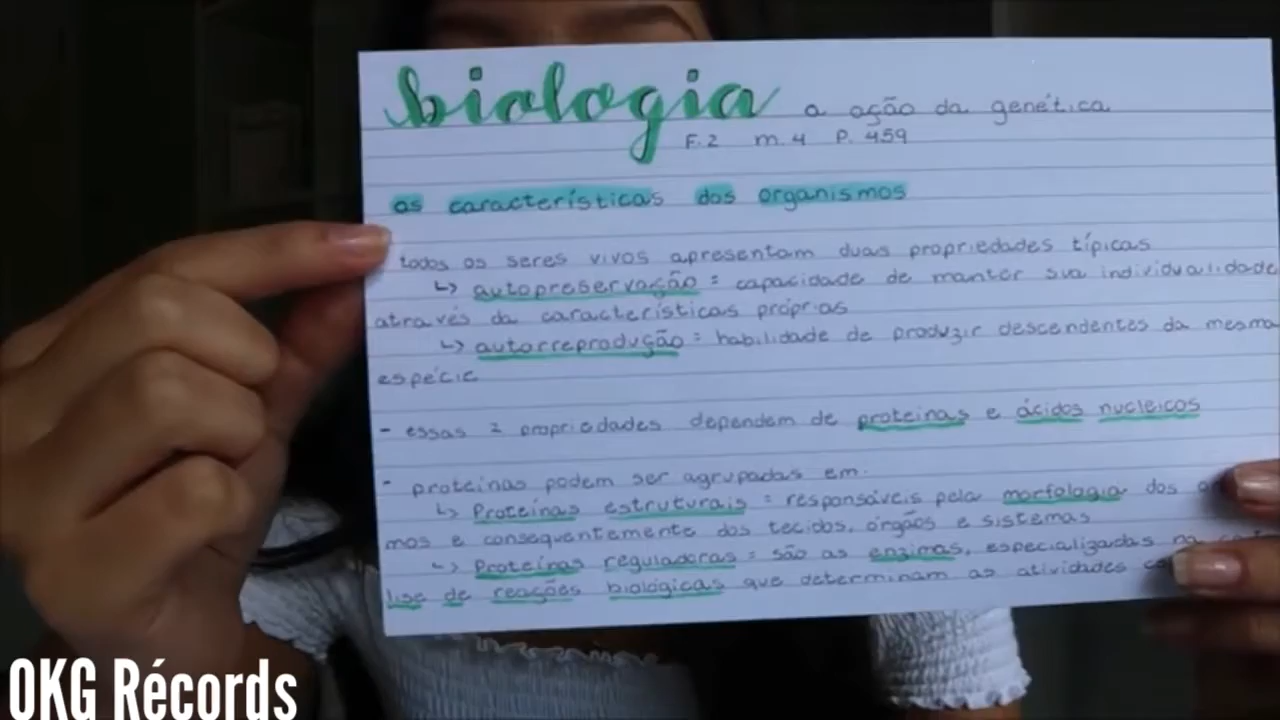 biologia a ação da genética
F.2 m.4 P. 459
as características dos organismos
todos os seres vivos apresentam duas propriedades típicas
↳ autopreservação = capacidade de manter sua individualidade
através da características próprias
↳ autorreprodução = habilidade de produzir descendentes da mesma
espécie
- essas 2 propriedades dependem de proteínas e ácidos nucleicos
- proteínas podem ser agrupadas em:
↳ Proteínas estruturais = responsáveis pela morfologia dos
mos e consequentemente dos tecidos, órgãos e sistemas
↳ Proteínas reguladoras = são as enzimas, especializadas na
lise de reações biológicas que determinam as atividades
OKG Récords